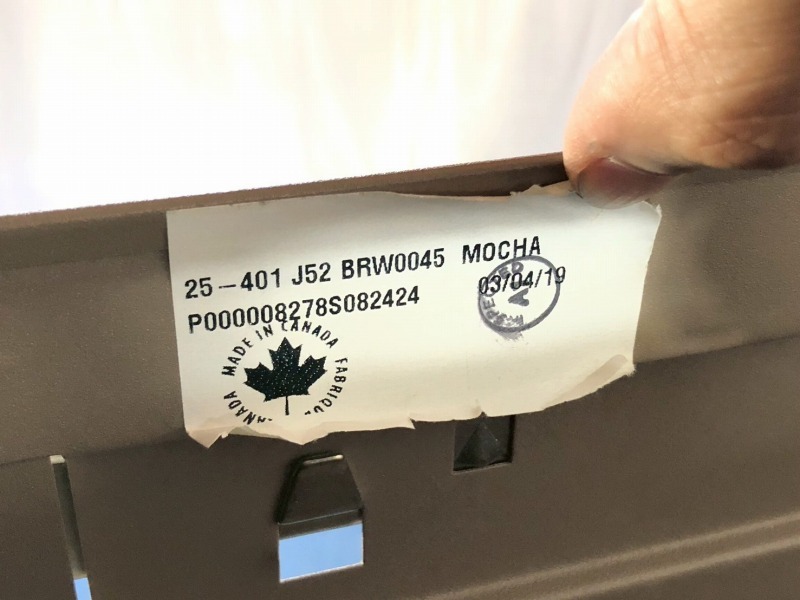 25-401 J52 BRW0045 MOCHA
P000008278S082424 03/04/19
MADE IN CANADA FABRIQUÉ
CANADA